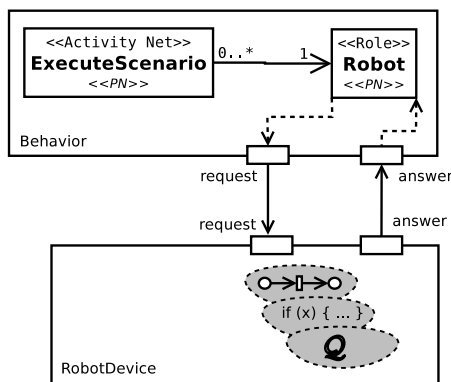 <<Activity Net>>
ExecuteScenario
<<PN>>
0..*
1
<<Role>>
Robot
<<PN>>
Behavior
request
answer
request
answer
if (x) { ... }
Q
RobotDevice